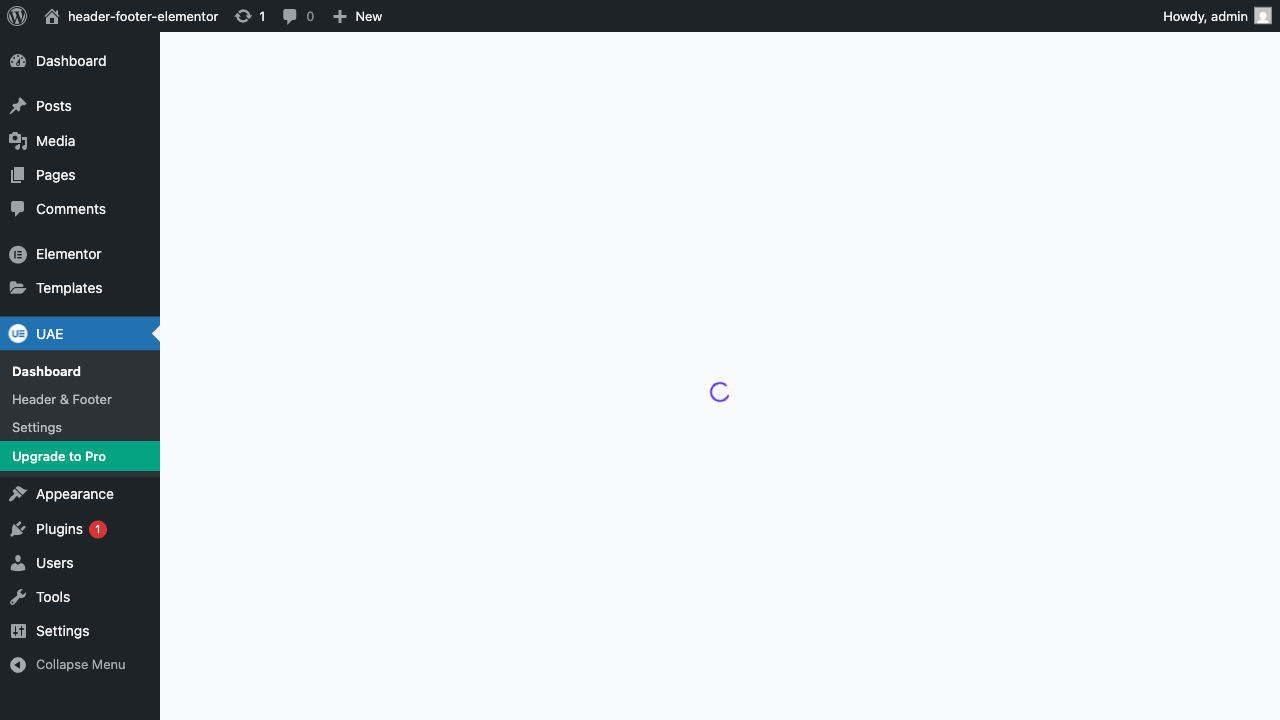 header-footer-elementor
1
0
New
Howdy, admin
Dashboard
Posts
Media
Pages
Comments
Elementor
Templates
UAE
Dashboard
Header & Footer
Settings
Upgrade to Pro
Appearance
Plugins 1
Users
Tools
Settings
Collapse Menu